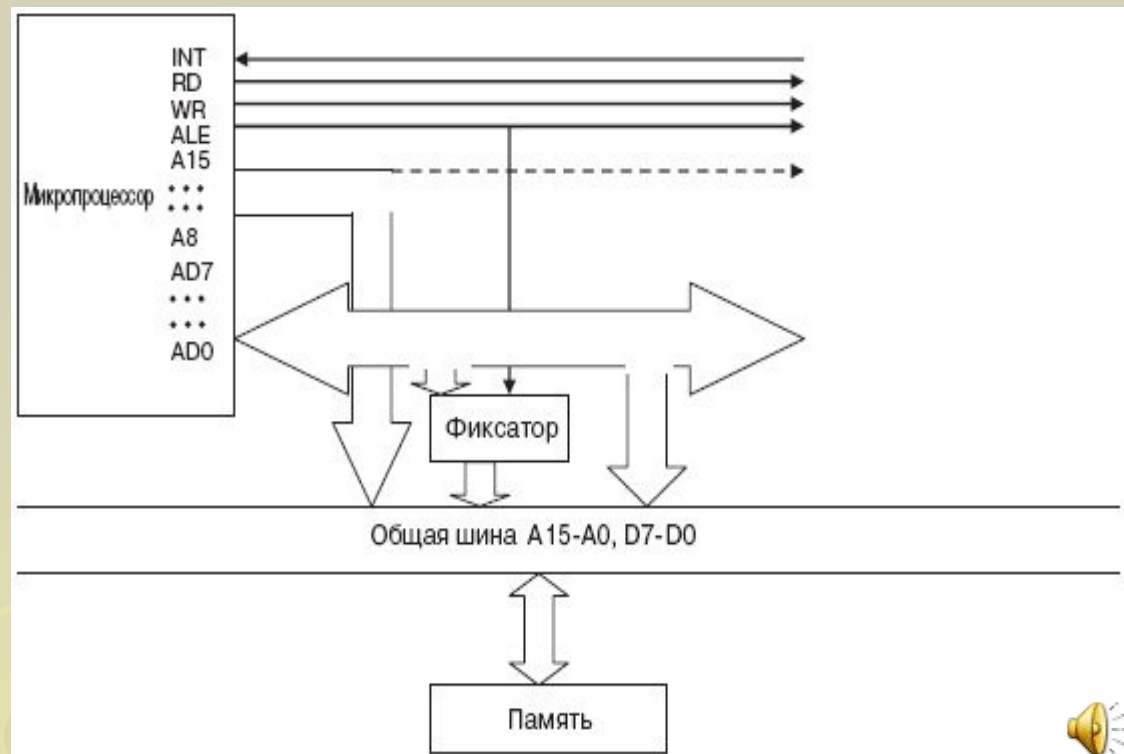 INT
RD
WR
ALE
A15
Микропроцессор
A8
AD7
AD0
Фиксатор
Общая шина A15-A0, D7-D0
Память